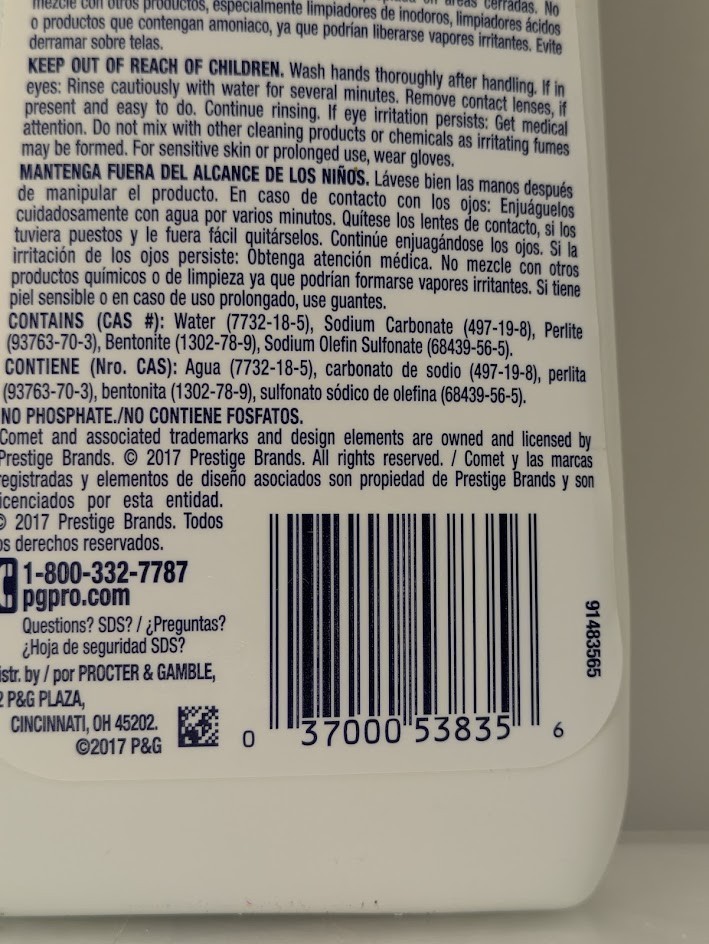 mezcle con otros productos, especialmente limpiadores de inodoros, limpiadores ácidos
o productos que contengan amoniaco, ya que podrían liberarse vapores irritantes. Evite
derramar sobre telas.
KEEP OUT OF REACH OF CHILDREN. Wash hands thoroughly after handling. If in
eyes: Rinse cautiously with water for several minutes. Remove contact lenses, if
present and easy to do. Continue rinsing. If eye irritation persists: Get medical
attention. Do not mix with other cleaning products or chemicals as irritating fumes
may be formed. For sensitive skin or prolonged use, wear gloves.
MANTENGA FUERA DEL ALCANCE DE LOS NIÑOS. Lávese bien las manos después
de manipular el producto. En caso de contacto con los ojos: Enjuáguelos
cuidadosamente con agua por varios minutos. Quítese los lentes de contacto, si los
tuviera puestos y le fuera fácil quitárselos. Continúe enjuagándose los ojos. Si la
irritación de los ojos persiste: Obtenga atención médica. No mezcle con otros
productos químicos o de limpieza ya que podrían formarse vapores irritantes. Si tiene
piel sensible o en caso de uso prolongado, use guantes.
CONTAINS (CAS #): Water (7732-18-5), Sodium Carbonate (497-19-8), Perlite
(93763-70-3), Bentonite (1302-78-9), Sodium Olefin Sulfonate (68439-56-5).
CONTIENE (Nro. CAS): Agua (7732-18-5), carbonato de sodio (497-19-8), perlita
(93763-70-3), bentonita (1302-78-9), sulfonato sódico de olefina (68439-56-5).
NO PHOSPHATE./NO CONTIENE FOSFATOS.
Comet and associated trademarks and design elements are owned and licensed by
Prestige Brands. © 2017 Prestige Brands. All rights reserved. / Comet y las marcas
registradas y elementos de diseño asociados son propiedad de Prestige Brands y son
licenciados por esta entidad.
© 2017 Prestige Brands. Todos
os derechos reservados.
1-800-332-7787
pgpro.com
Questions? SDS? / ¿Preguntas?
¿Hoja de seguridad SDS?
istr. by / por PROCTER & GAMBLE,
2 P&G PLAZA,
CINCINNATI, OH 45202.
©2017 P&G
0 37000 53835 6
91483565